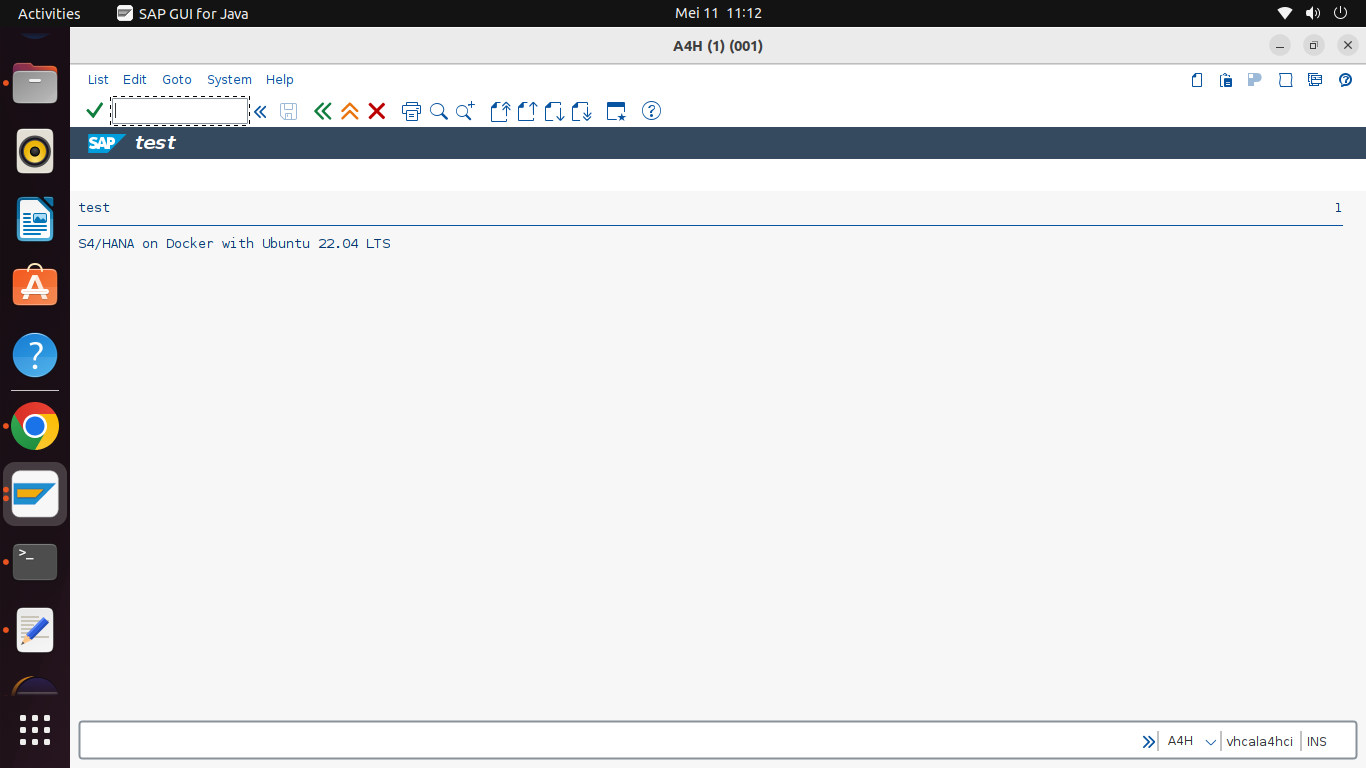 Activities SAP GUI for Java Mei 11 11:12
A4H (1) (001)
List Edit Goto System Help
SAP test
test 1
S4/HANA on Docker with Ubuntu 22.04 LTS
A4H vhcala4hci INS